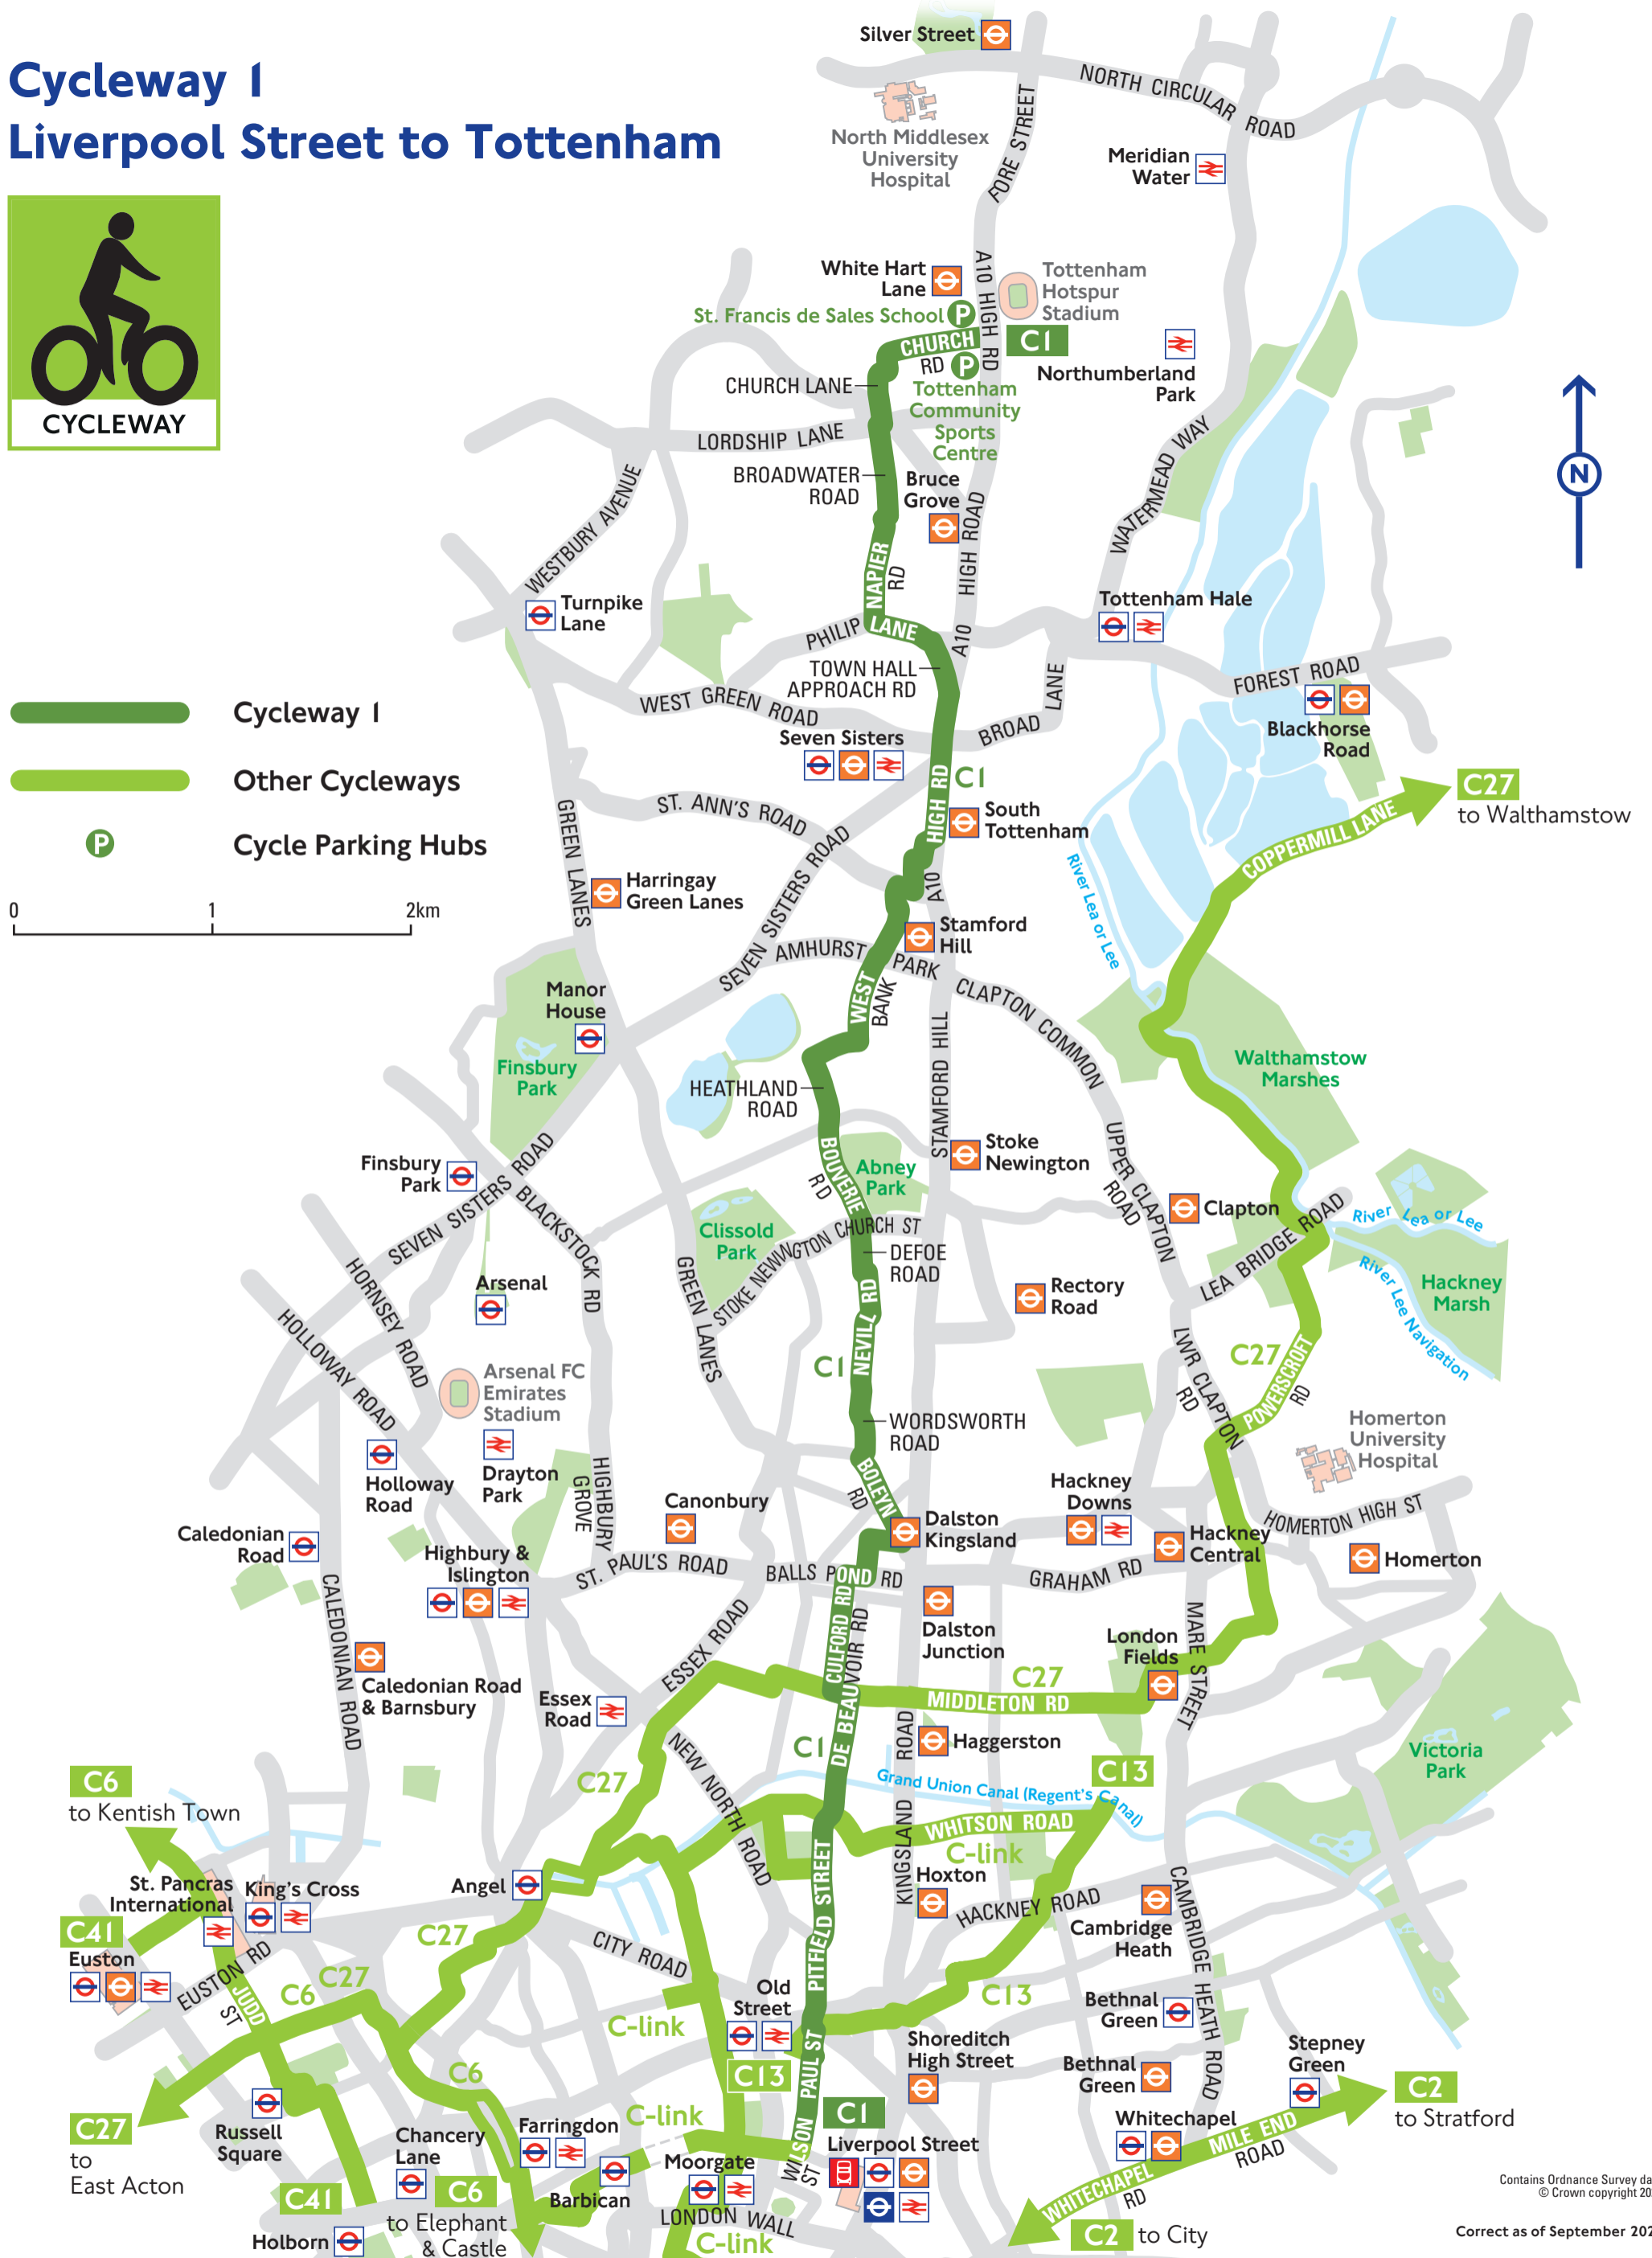 Cycleway 1
Liverpool Street to Tottenham
CYCLEWAY
Cycleway 1
Other Cycleways
P
Cycle Parking Hubs
0
1
2km
N
Silver Street
NORTH CIRCULAR ROAD
North Middlesex
University
Hospital
FORE STREET
Meridian
Water
White Hart
Lane
A10 HIGH RD
Tottenham
Hotspur
Stadium
St. Francis de Sales School
P
CHURCH
RD
P
C1
CHURCH LANE
Tottenham
Community
Sports
Centre
Northumberland
Park
LORDSHIP LANE
BROADWATER
ROAD
Bruce
Grove
WATERMEAD WAY
WESTBURY AVENUE
HIGH ROAD
A10
NAPIER
RD
Turnpike
Lane
Tottenham Hale
PHILIP
LANE
TOWN HALL
APPROACH RD
LANE
BROAD
FOREST ROAD
WEST GREEN ROAD
Blackhorse
Road
Seven Sisters
HIGH RD
C1
C27
to Walthamstow
COPPERMILL LANE
GREEN LANES
ST. ANN'S ROAD
South
Tottenham
SEVEN SISTERS ROAD
River Lea or Lee
Harringay
Green Lanes
A10
Stamford
Hill
AMHURST
PARK
Manor
House
WEST
BANK
CLAPTON COMMON
Finsbury
Park
STAMFORD HILL
Walthamstow
Marshes
HEATHLAND
ROAD
BOUVERIE
RD
Abney
Park
Stoke
Newington
UPPER CLAPTON
ROAD
Finsbury
Park
SEVEN SISTERS ROAD
BLACKSTOCK RD
Clissold
Park
STOKE NEWINGTON CHURCH ST
Clapton
River Lea or Lee
LEA BRIDGE ROAD
DEFOE
ROAD
HORNSEY ROAD
Arsenal
GREEN LANES
NEVILL RD
Rectory
Road
Hackney
Marsh
River Lee Navigation
HOLLOWAY ROAD
C1
LWR CLAPTON
RD
C27
POWERSCROFT
RD
Arsenal FC
Emirates
Stadium
WORDSWORTH
ROAD
Homerton
University
Hospital
Holloway
Road
Drayton
Park
HIGHBURY
GROVE
BOLEYN
RD
Canonbury
Dalston
Kingsland
Hackney
Downs
Hackney
Central
HOMERTON HIGH ST
Homerton
Caledonian
Road
Highbury &
Islington
ST. PAUL'S ROAD
BALLS POND RD
GRAHAM RD
CALEDONIAN ROAD
CULFORD RD
Dalston
Junction
MARE STREET
London
Fields
ESSEX ROAD
Caledonian Road
& Barnsbury
Essex
Road
DE BEAUVOIR RD
C27
MIDDLETON RD
C1
KINGSLAND ROAD
Haggerston
Victoria
Park
NEW NORTH ROAD
C27
Grand Union Canal (Regent's Canal)
C13
C6
to Kentish Town
WHITSON ROAD
C-link
PITFIELD STREET
Hoxton
HACKNEY ROAD
Cambridge
Heath
CAMBRIDGE HEATH ROAD
St. Pancras
International
King's Cross
Angel
C41
Euston
EUSTON RD
JUDD
ST
C6
C27
C27
CITY ROAD
C-link
Old
Street
C13
C13
Bethnal
Green
Shoreditch
High Street
Bethnal
Green
Stepney
Green
C2
to Stratford
PAUL ST
C6
Russell
Square
C27
to
East Acton
Chancery
Lane
Farringdon
C-link
C1
Liverpool Street
WILSON
ST
Whitechapel
MILE END
ROAD
WHITECHAPEL
RD
C2 to City
Moorgate
Barbican
C41
C6
to Elephant
& Castle
Holborn
LONDON WALL
C-link
Contains Ordnance Survey da
© Crown copyright 20
Correct as of September 202